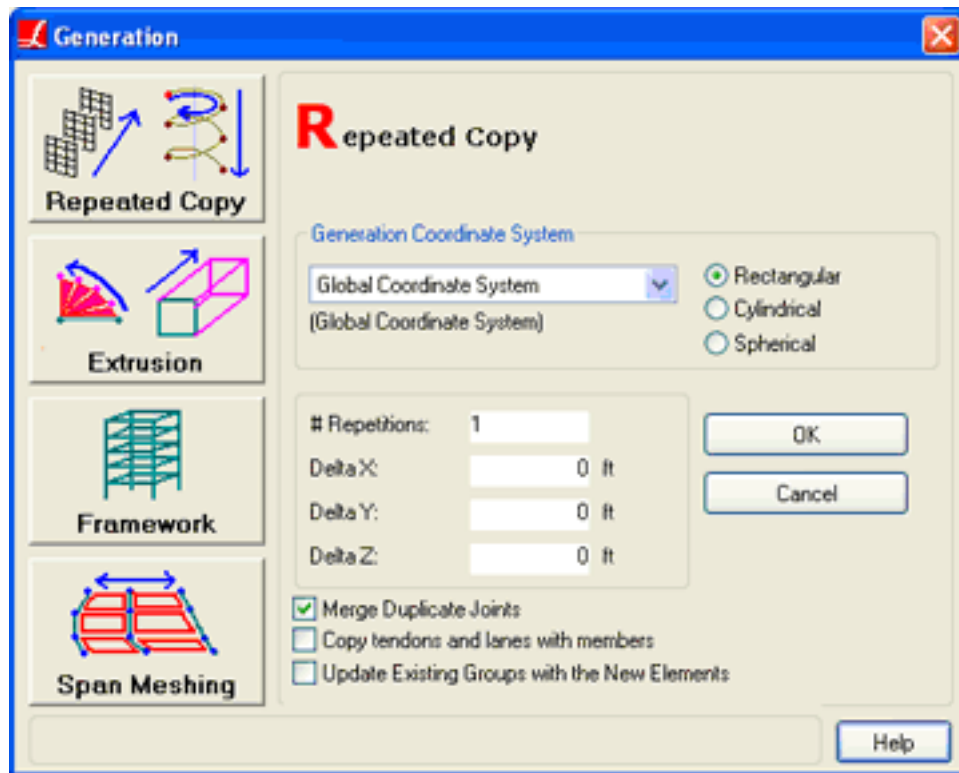 Generation
Repeated Copy
Extrusion
Framework
Span Meshing
Repeated Copy
Generation Coordinate System
Global Coordinate System
(Global Coordinate System)
Rectangular
Cylindrical
Spherical
# Repetitions: 1
Delta X: 0 ft
Delta Y: 0 ft
Delta Z: 0 ft
OK
Cancel
Merge Duplicate Joints
Copy tendons and lanes with members
Update Existing Groups with the New Elements
Help